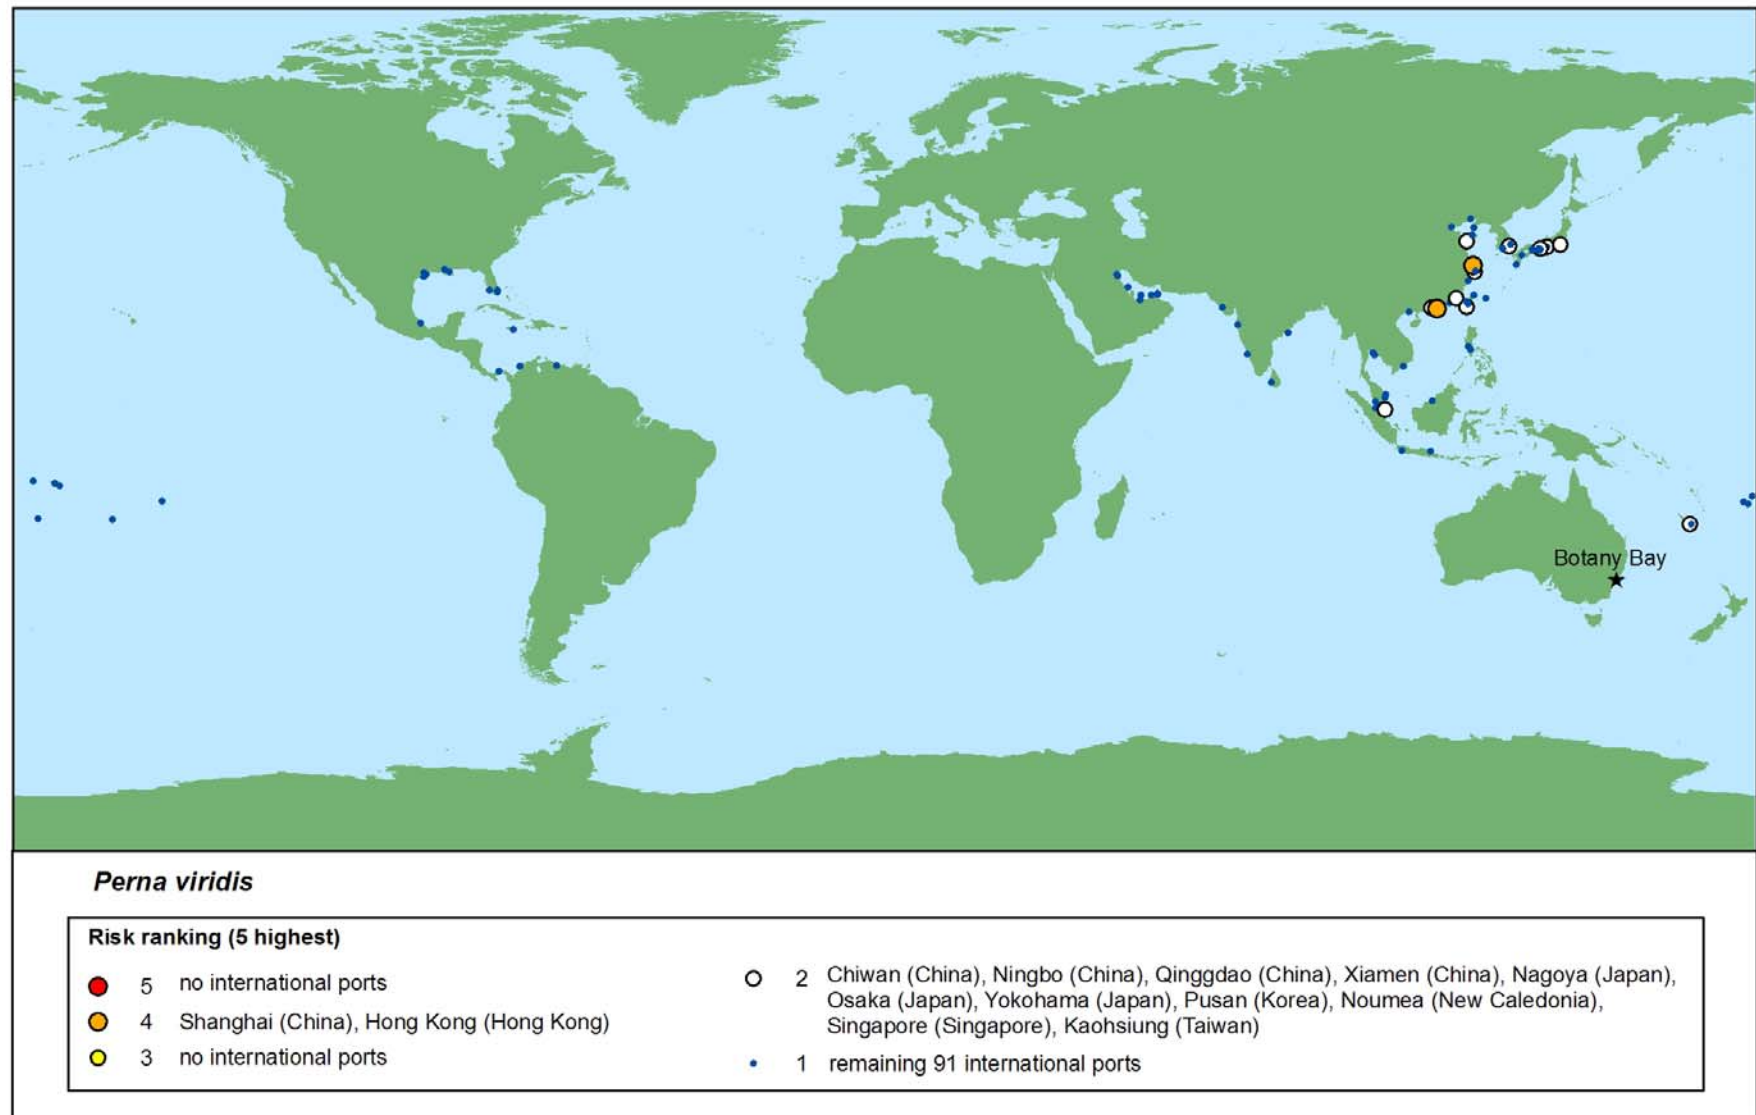 Botany Bay
Perna viridis
Risk ranking (5 highest)
5 no international ports
4 Shanghai (China), Hong Kong (Hong Kong)
3 no international ports
2 Chiwan (China), Ningbo (China), Qinggdao (China), Xiamen (China), Nagoya (Japan),
Osaka (Japan), Yokohama (Japan), Pusan (Korea), Noumea (New Caledonia),
Singapore (Singapore), Kaohsiung (Taiwan)
1 remaining 91 international ports